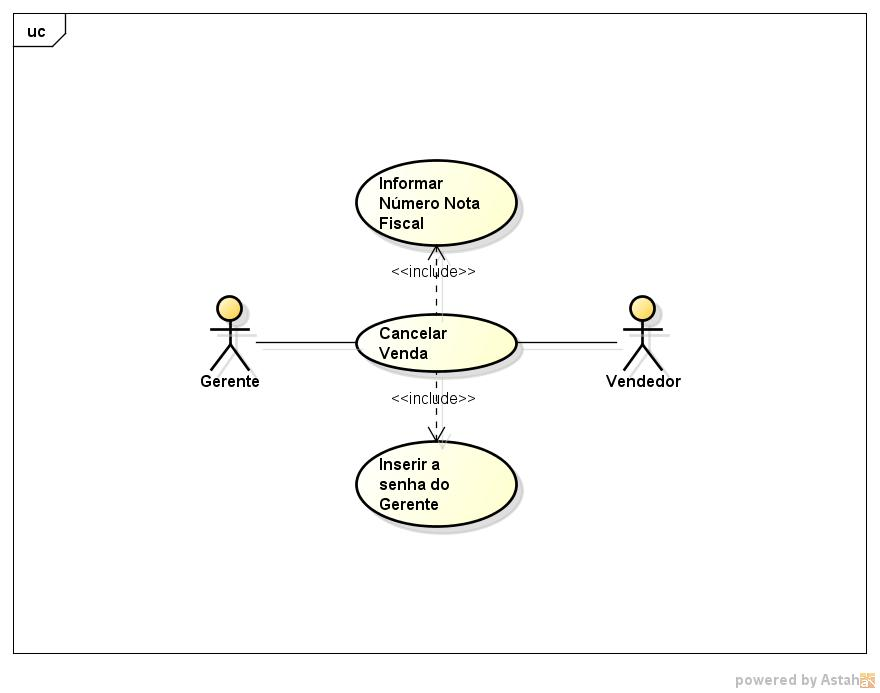 uc
Informar
Número Nota
Fiscal
<<include>>
Cancelar
Venda
Gerente
Vendedor
<<include>>
Inserir a
senha do
Gerente
powered by Astah